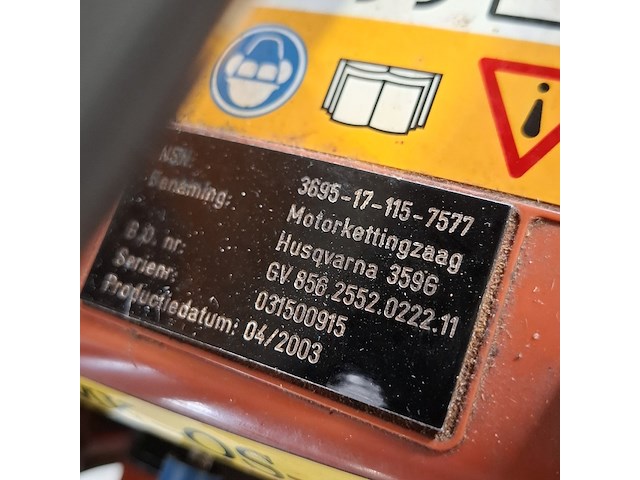 NSN: 3695-17-115-7577
Benaming: Motorkettingzaag
Husqvarna 3596
B.D. nr: GV 856.2552.0222.11
Serienr: 031500915
Productiedatum: 04/2003